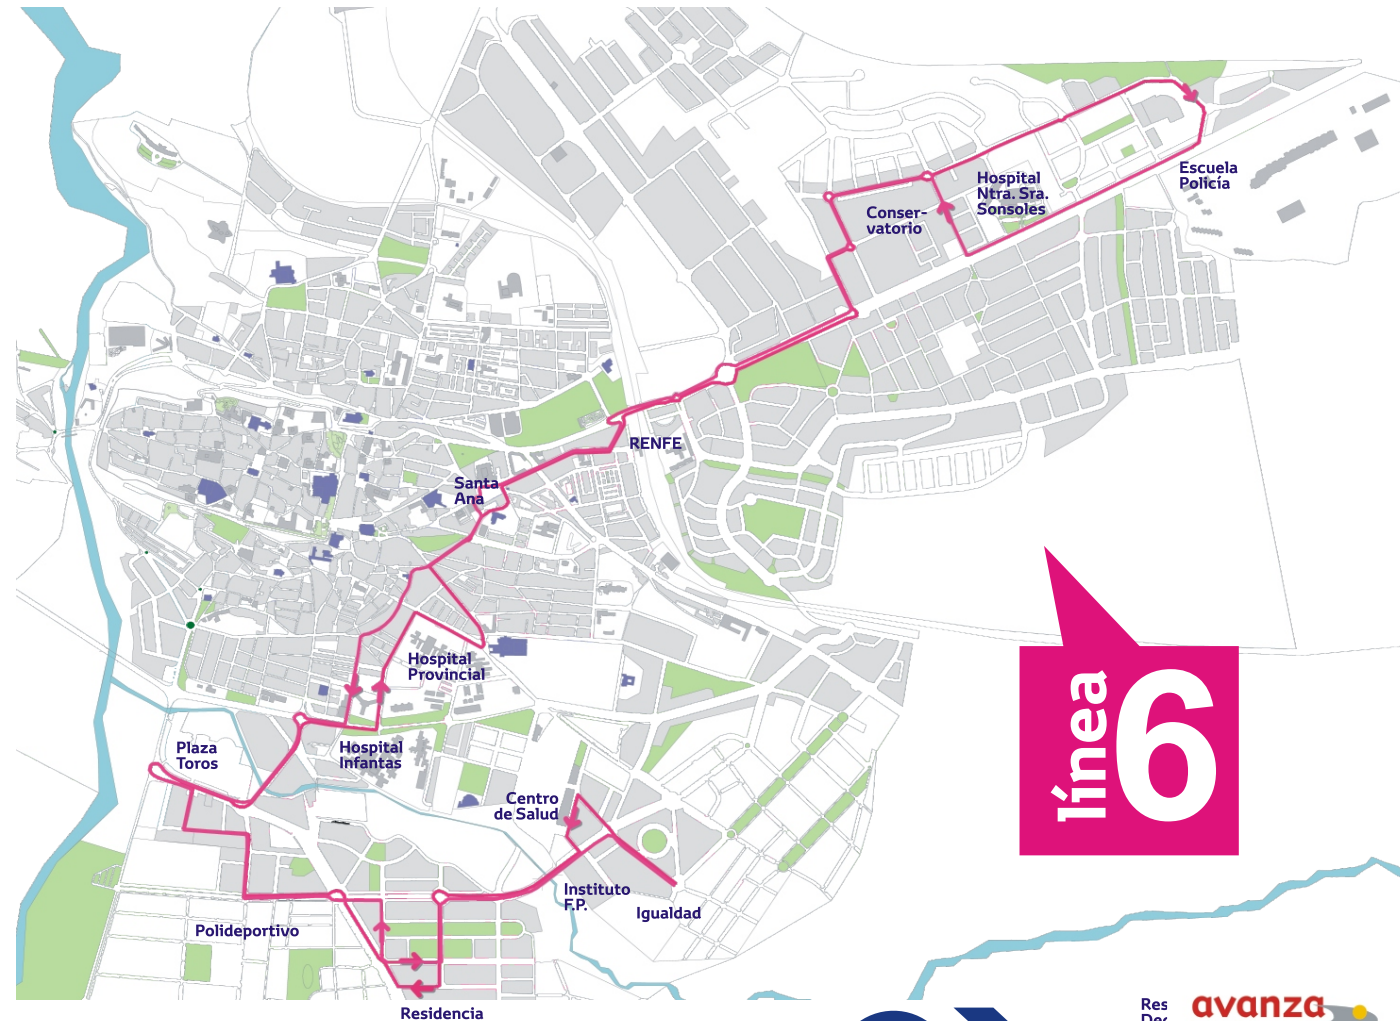 Escuela
Policía
Hospital
Ntra. Sra.
Sonsoles
Conser-
vatorio
RENFE
Santa
Ana
Hospital
Provincial
Plaza
Toros
Hospital
Infantas
línea
6
Centro
de Salud
Instituto
F.P.
Igualdad
Polideportivo
Residencia
avanza